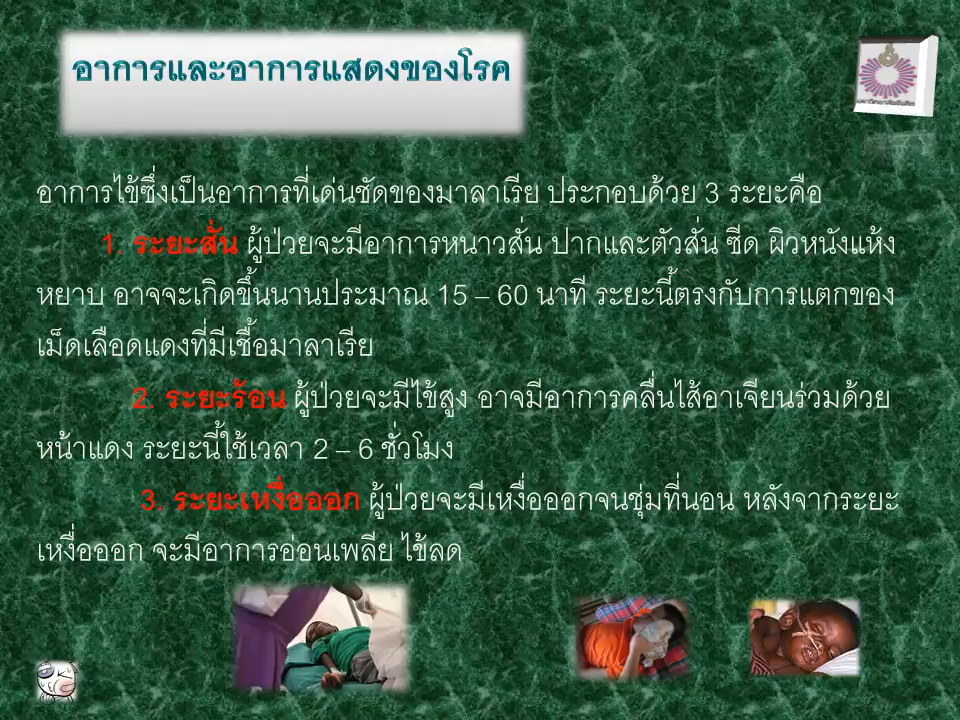 อาการและอาการแสดงของโรค
อาการไข้ซึ่งเป็นอาการที่เด่นชัดของมาลาเรีย ประกอบด้วย 3 ระยะคือ
1. ระยะสั่น ผู้ป่วยจะมีอาการหนาวสั่น ปากและตัวสั่น ซีด ผิวหนังแห้ง
หยาบ อาจจะเกิดขึ้นนานประมาณ 15 – 60 นาที ระยะนี้ตรงกับการแตกของ
เม็ดเลือดแดงที่มีเชื้อมาลาเรีย
2. ระยะร้อน ผู้ป่วยจะมีไข้สูง อาจมีอาการคลื่นไส้อาเจียนร่วมด้วย
หน้าแดง ระยะนี้ใช้เวลา 2 – 6 ชั่วโมง
3. ระยะเหงื่อออก ผู้ป่วยจะมีเหงื่อออกจนชุ่มที่นอน หลังจากระยะ
เหงื่อออก จะมีอาการอ่อนเพลีย ไข้ลด